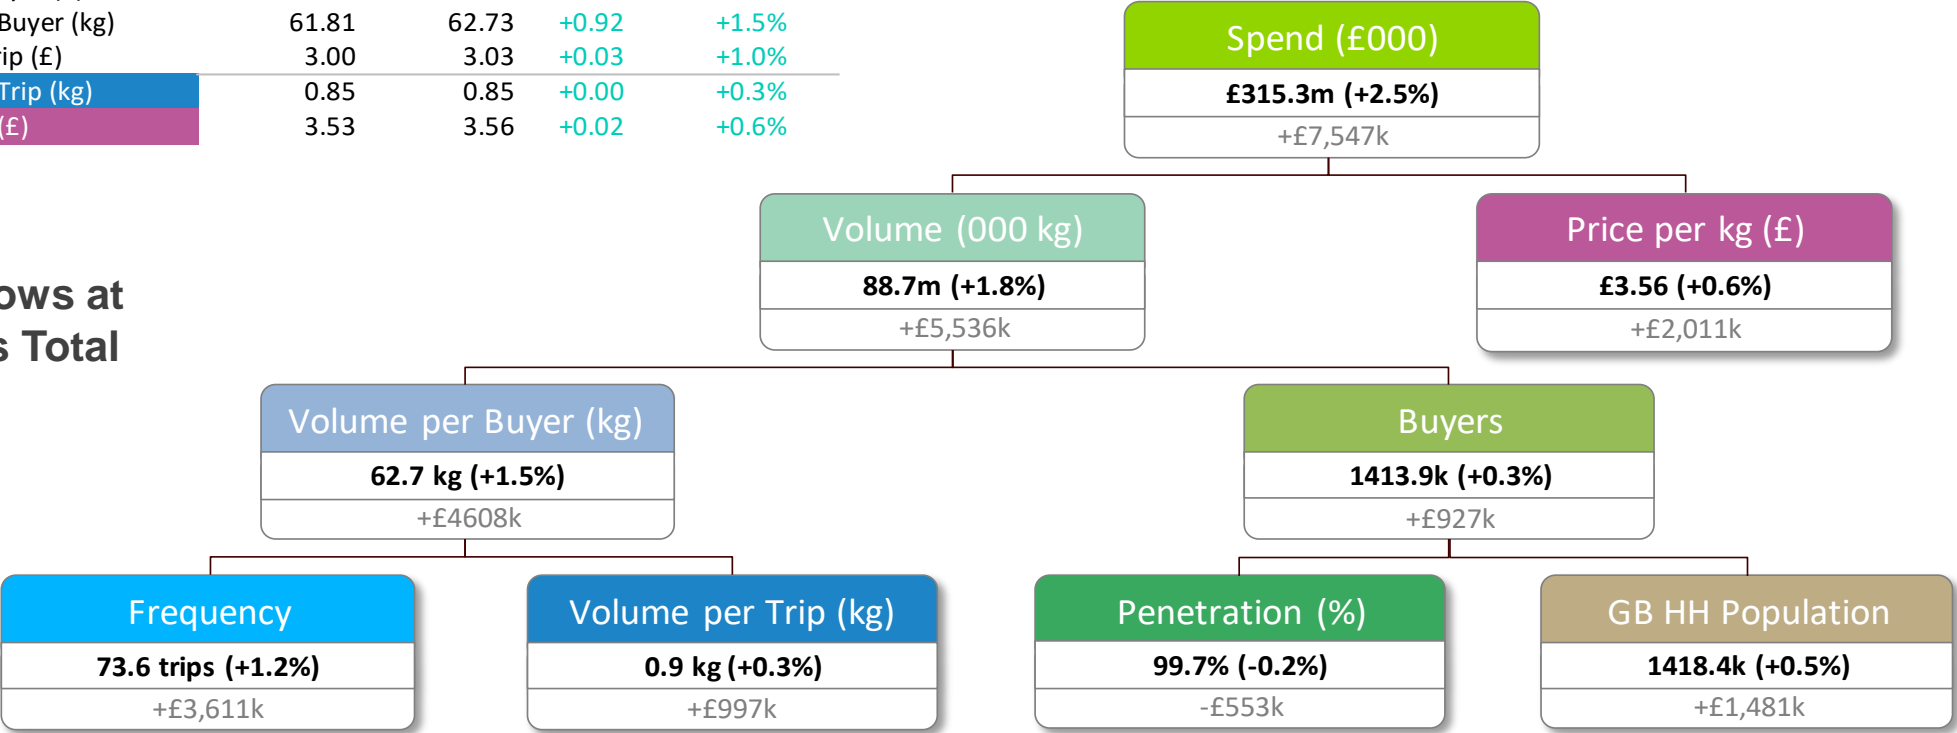 Buyer (kg) 61.81 62.73 +0.92 +1.5%
(£) 3.00 3.03 +0.03 +1.0%
Trip (kg) 0.85 0.85 +0.00 +0.3%
(£) 3.53 3.56 +0.02 +0.6%
Spend (£000)
£315.3m (+2.5%)
+£7,547k
Volume (000 kg)
88.7m (+1.8%)
+£5,536k
Price per kg (£)
£3.56 (+0.6%)
+£2,011k
ows at
s Total
Volume per Buyer (kg)
62.7 kg (+1.5%)
+£4608k
Buyers
1413.9k (+0.3%)
+£927k
Frequency
73.6 trips (+1.2%)
+£3,611k
Volume per Trip (kg)
0.9 kg (+0.3%)
+£997k
Penetration (%)
99.7% (-0.2%)
-£553k
GB HH Population
1418.4k (+0.5%)
+£1,481k